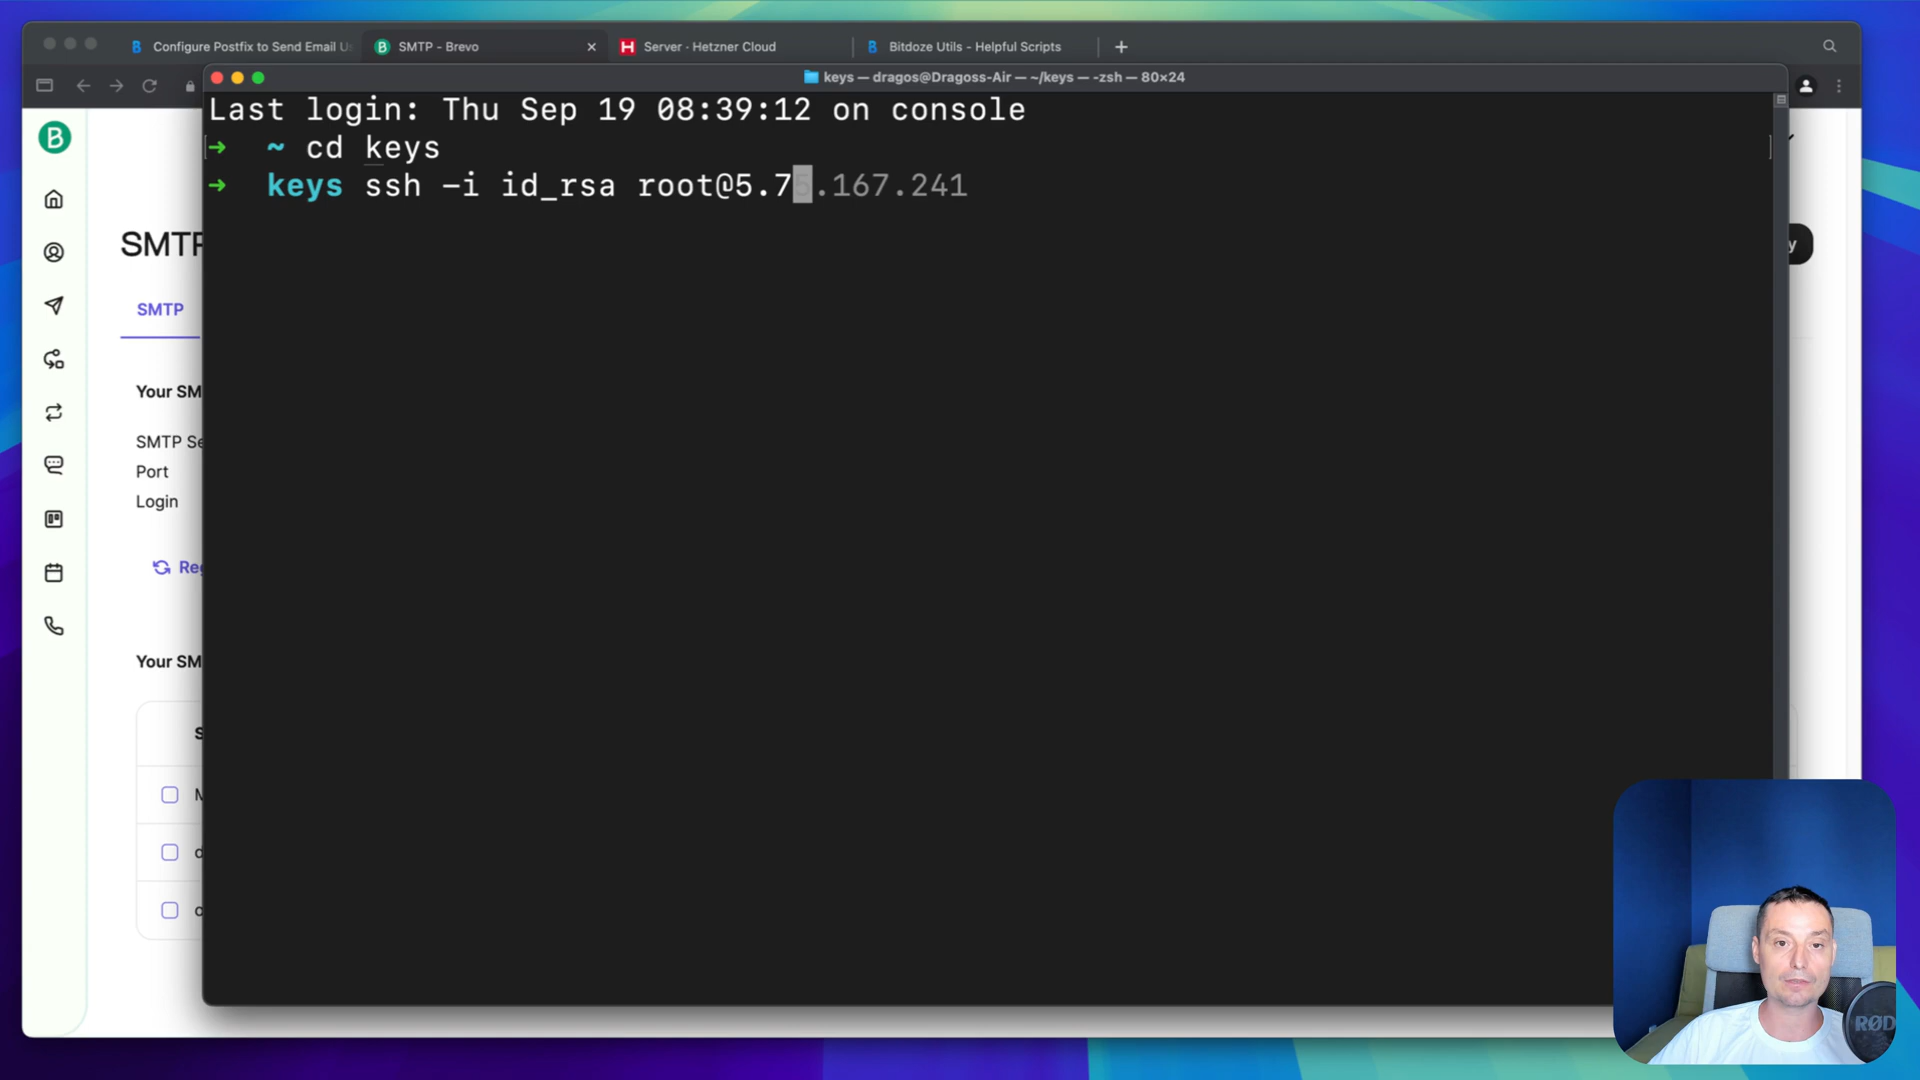 Configure Postfix to Send Email U
SMTP - Brevo
Server · Hetzner Cloud
Bitdoze Utils - Helpful Scripts
keys — dragos@Dragoss-Air — ~/keys — -zsh — 80×24
Last login: Thu Sep 19 08:39:12 on console
➜ ~ cd keys
➜ keys ssh -i id_rsa root@5.75.167.241
B
SMTP
y
SMTP
Your SM
SMTP Se
Port
Login
Reg
Your SM
S
M
d
RØD